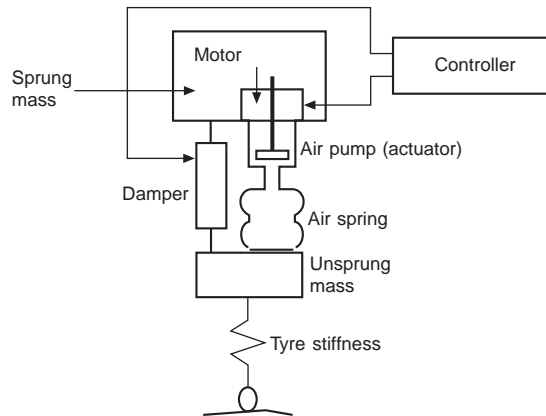 Motor
Controller
Sprung
mass
Air pump (actuator)
Damper
Air spring
Unsprung
mass
Tyre stiffness